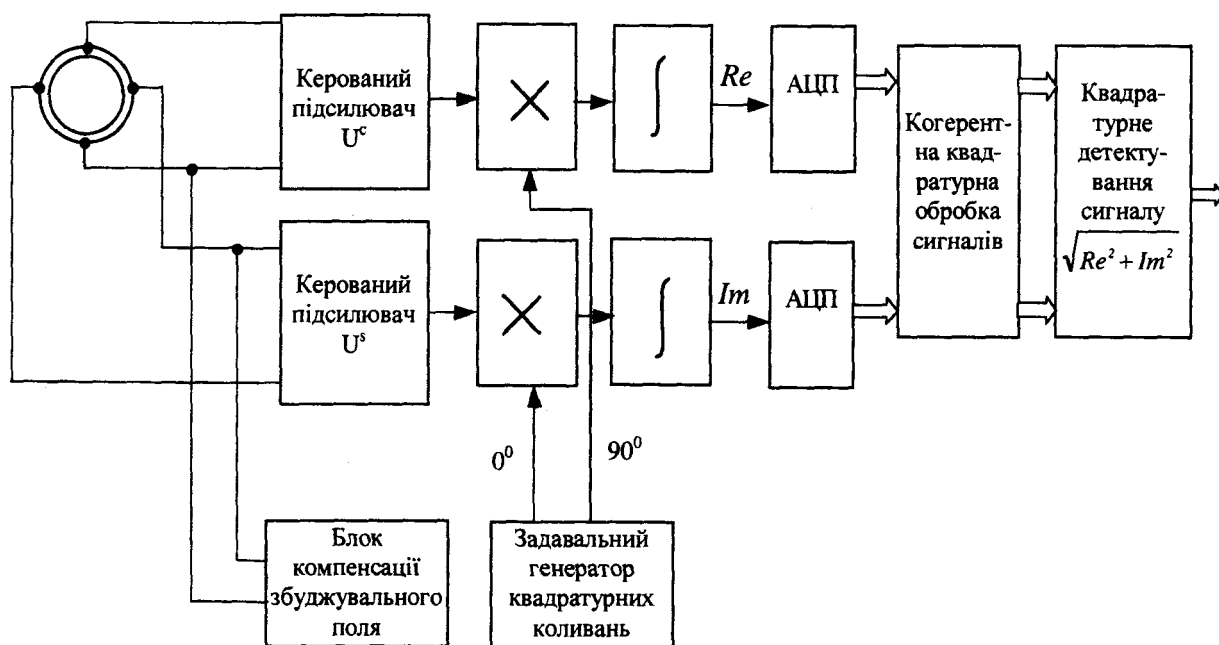 Керований
підсилювач
U^c
Re
АЦП
Когерент-
на квад-
ратурна
обробка
сигналів
Квадра-
турне
детекту-
вання
сигналу
√Re² + Im²
Керований
підсилювач
U^s
Im
АЦП
0⁰
90⁰
Блок
компенсації
збуджувального
поля
Задавальний
генератор
квадратурних
коливань